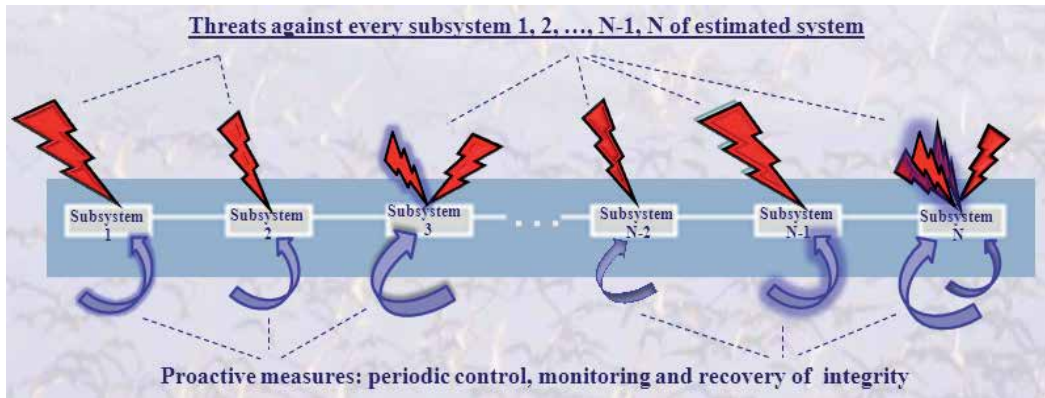 Threats against every subsystem 1, 2, …, N-1, N of estimated system
Subsystem
1
Subsystem
2
Subsystem
3
. . .
Subsystem
N-2
Subsystem
N-1
Subsystem
N
Proactive measures: periodic control, monitoring and recovery of integrity